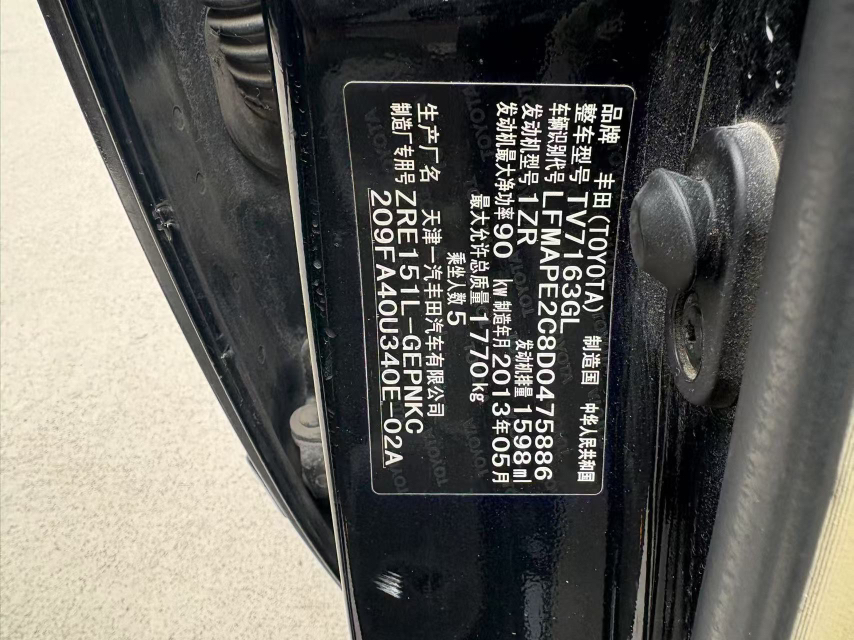 品牌 丰田(TOYOTA) 制造国 中华人民共和国
整车型号 TV7163GL
车辆识别代号 LFMAPE2C8D0475886
发动机型号 1ZR 发动机排量 1598ml
发动机最大净功率 90 kW 制造年月 2013年05月
最大允许总质量 1770kg
乘坐人数 5
生产厂名 天津一汽丰田汽车有限公司
制造厂专用号 ZRE151L-GEPNKC
209FA40U340E-02A